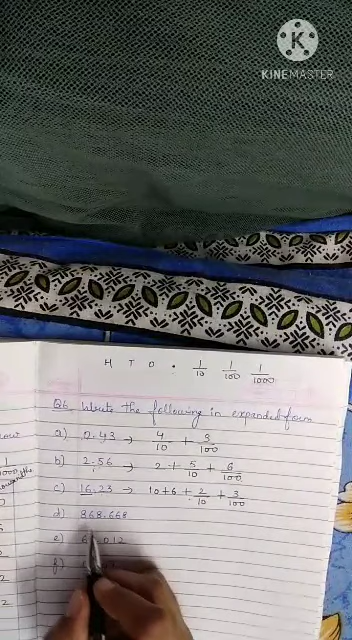 K
KINEMASTER
H T O . 1/10 1/100 1/1000
Q6 Write the following in expanded form
a) 0.43 → 4/10 + 3/100
b) 2.56 → 2 + 5/10 + 6/100
c) 16.23 → 10+6 + 2/10 + 3/100
d) 868.668
e)
f)